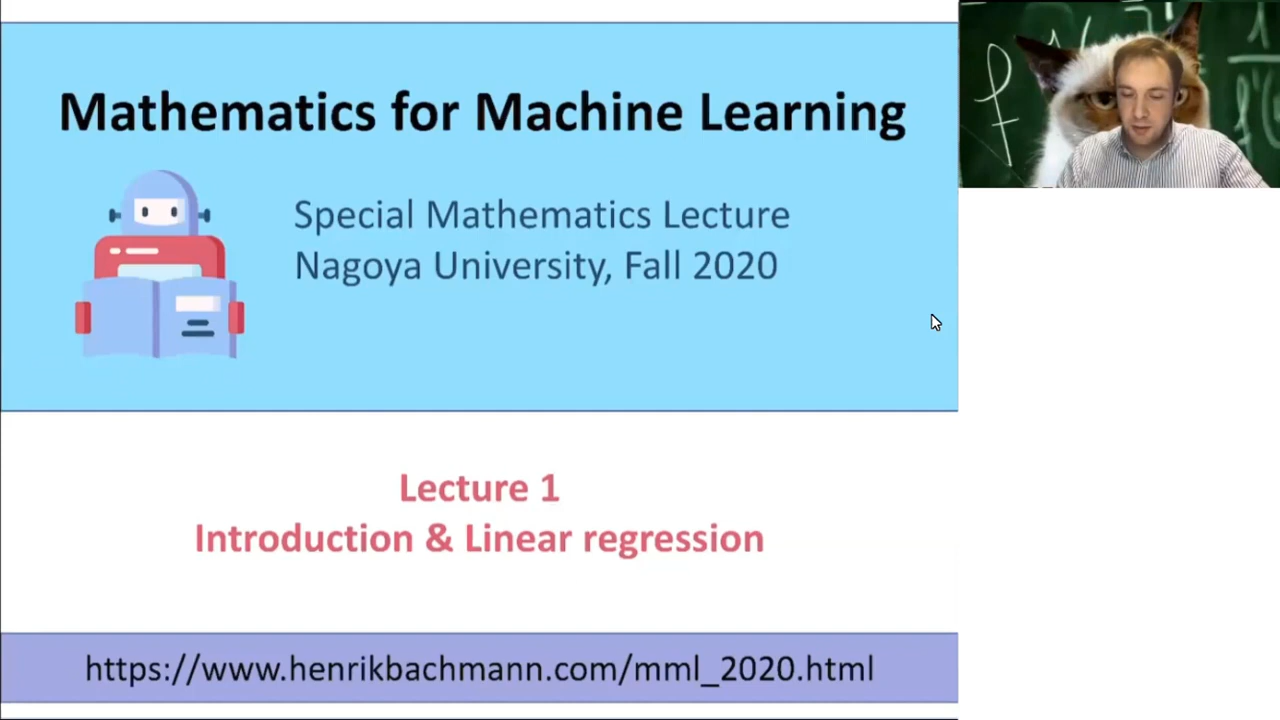 Mathematics for Machine Learning
Special Mathematics Lecture
Nagoya University, Fall 2020
Lecture 1
Introduction & Linear regression
https://www.henrikbachmann.com/mml_2020.html